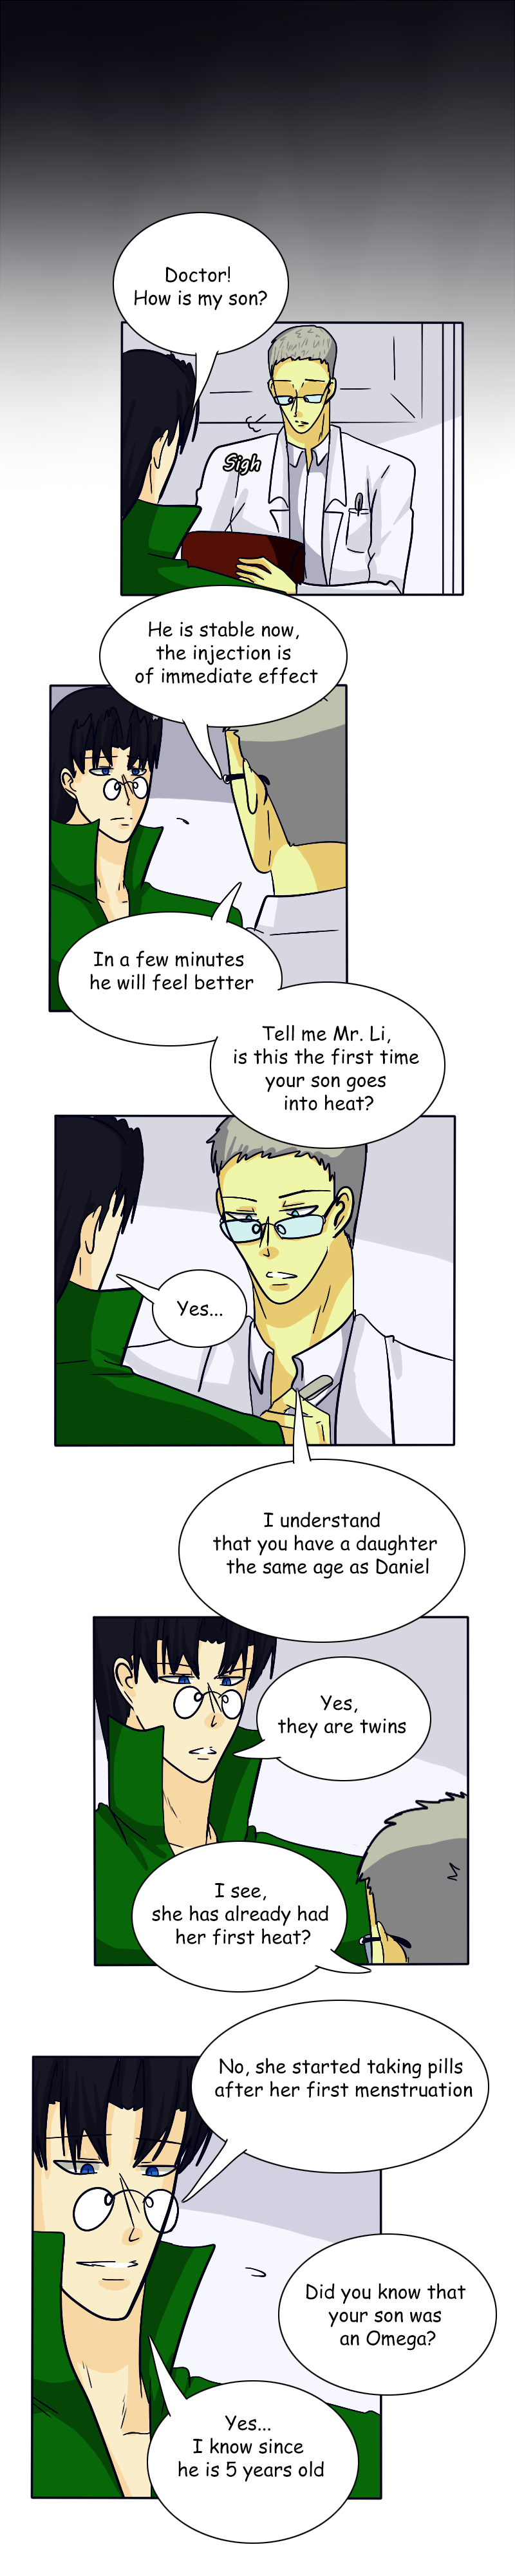 Doctor!
How is my son?
Sigh
He is stable now,
the injection is
of immediate effect
In a few minutes
he will feel better
Tell me Mr. Li,
is this the first time
your son goes
into heat?
Yes...
I understand
that you have a daughter
the same age as Daniel
Yes,
they are twins
I see,
she has already had
her first heat?
No, she started taking pills
after her first menstruation
Did you know that
your son was
an Omega?
Yes...
I know since
he is 5 years old